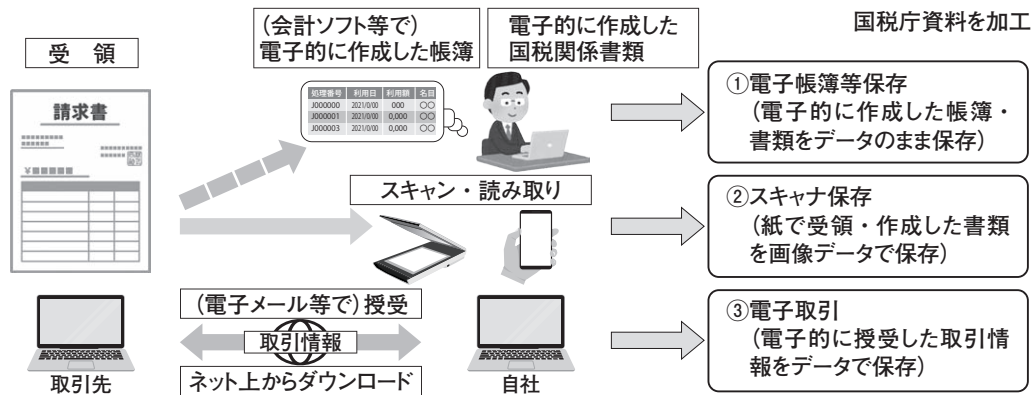 国税庁資料を加工
受 領
(会計ソフト等で)
電子的に作成した帳簿
電子的に作成した
国税関係書類
請求書
処理番号 利用日 利用額 名目
J000000 2021/0/00 000 〇〇
J000001 2021/0/00 0,000 〇〇
J000003 2021/0/00 0,000 〇〇
①電子帳簿等保存
(電子的に作成した帳簿・
書類をデータのまま保存)
スキャン・読み取り
②スキャナ保存
(紙で受領・作成した書類
を画像データで保存)
(電子メール等で)授受
取引情報
ネット上からダウンロード
取引先
自社
③電子取引
(電子的に授受した取引情
報をデータで保存)